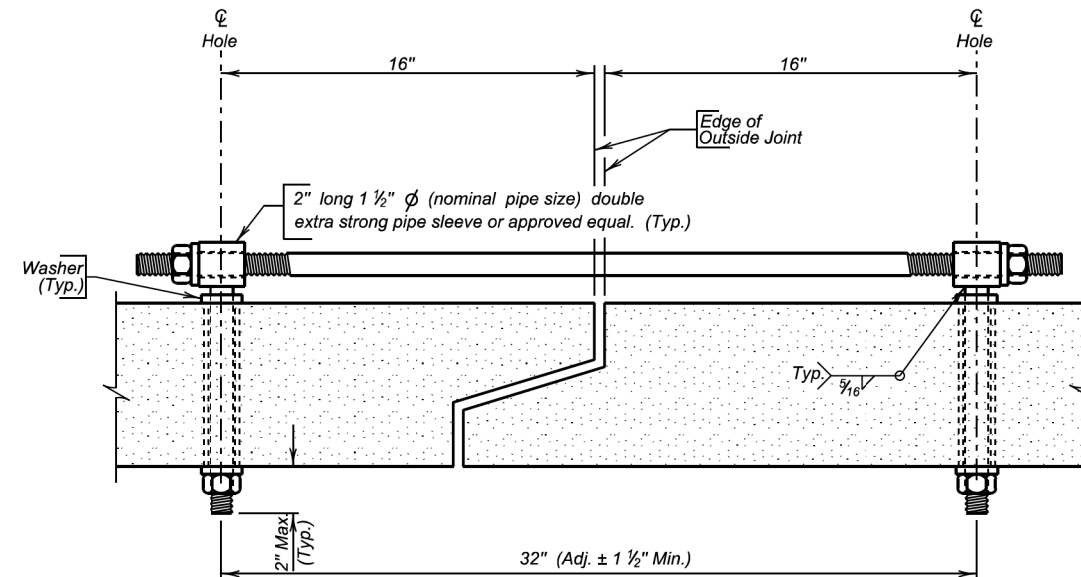 ℄
Hole
℄
Hole
16"
16"
Edge of
Outside Joint
2" long 1 ½" ϕ (nominal pipe size) double
extra strong pipe sleeve or approved equal. (Typ.)
Washer
(Typ.)
Typ.
5/16
2" Max.
(Typ.)
32" (Adj. ± 1 ½" Min.)